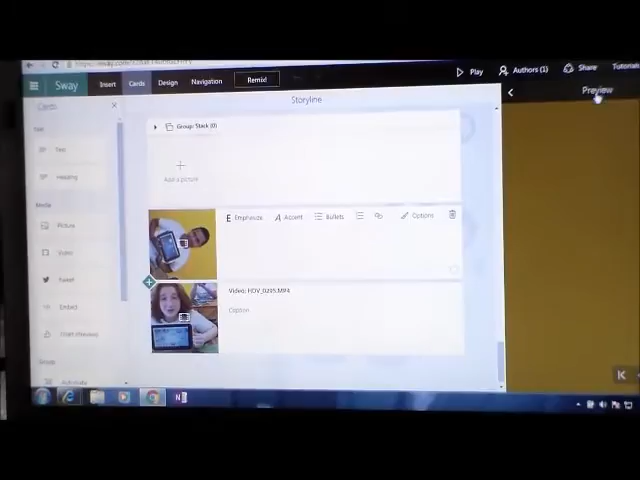 Sway
Insert
Cards
Design
Navigation
Remix!
Play
Authors (1)
Share
Tutorials
Cards
Storyline
Preview
Group: Stack (0)
Text
Heading
Add a picture
Media
Picture
Video
Tweet
Embed
Emphasize
Accent
Bullets
Options
Video: HDV_0295.MP4
Caption